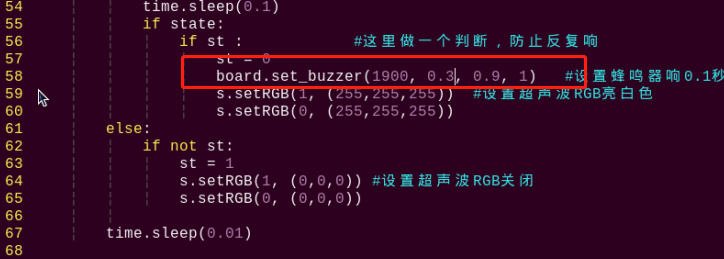 54 time.sleep(0.1)
55 if state:
56 if st : #这里做一个判断，防止反复响
57 st = 0
58 board.set_buzzer(1900, 0.3, 0.9, 1) #设置蜂鸣器响0.1秒
59 s.setRGB(1, (255,255,255)) #设置超声波RGB亮白色
60 s.setRGB(0, (255,255,255))
61 else:
62 if not st:
63 st = 1
64 s.setRGB(1, (0,0,0)) #设置超声波RGB关闭
65 s.setRGB(0, (0,0,0))
66
67 time.sleep(0.01)
68